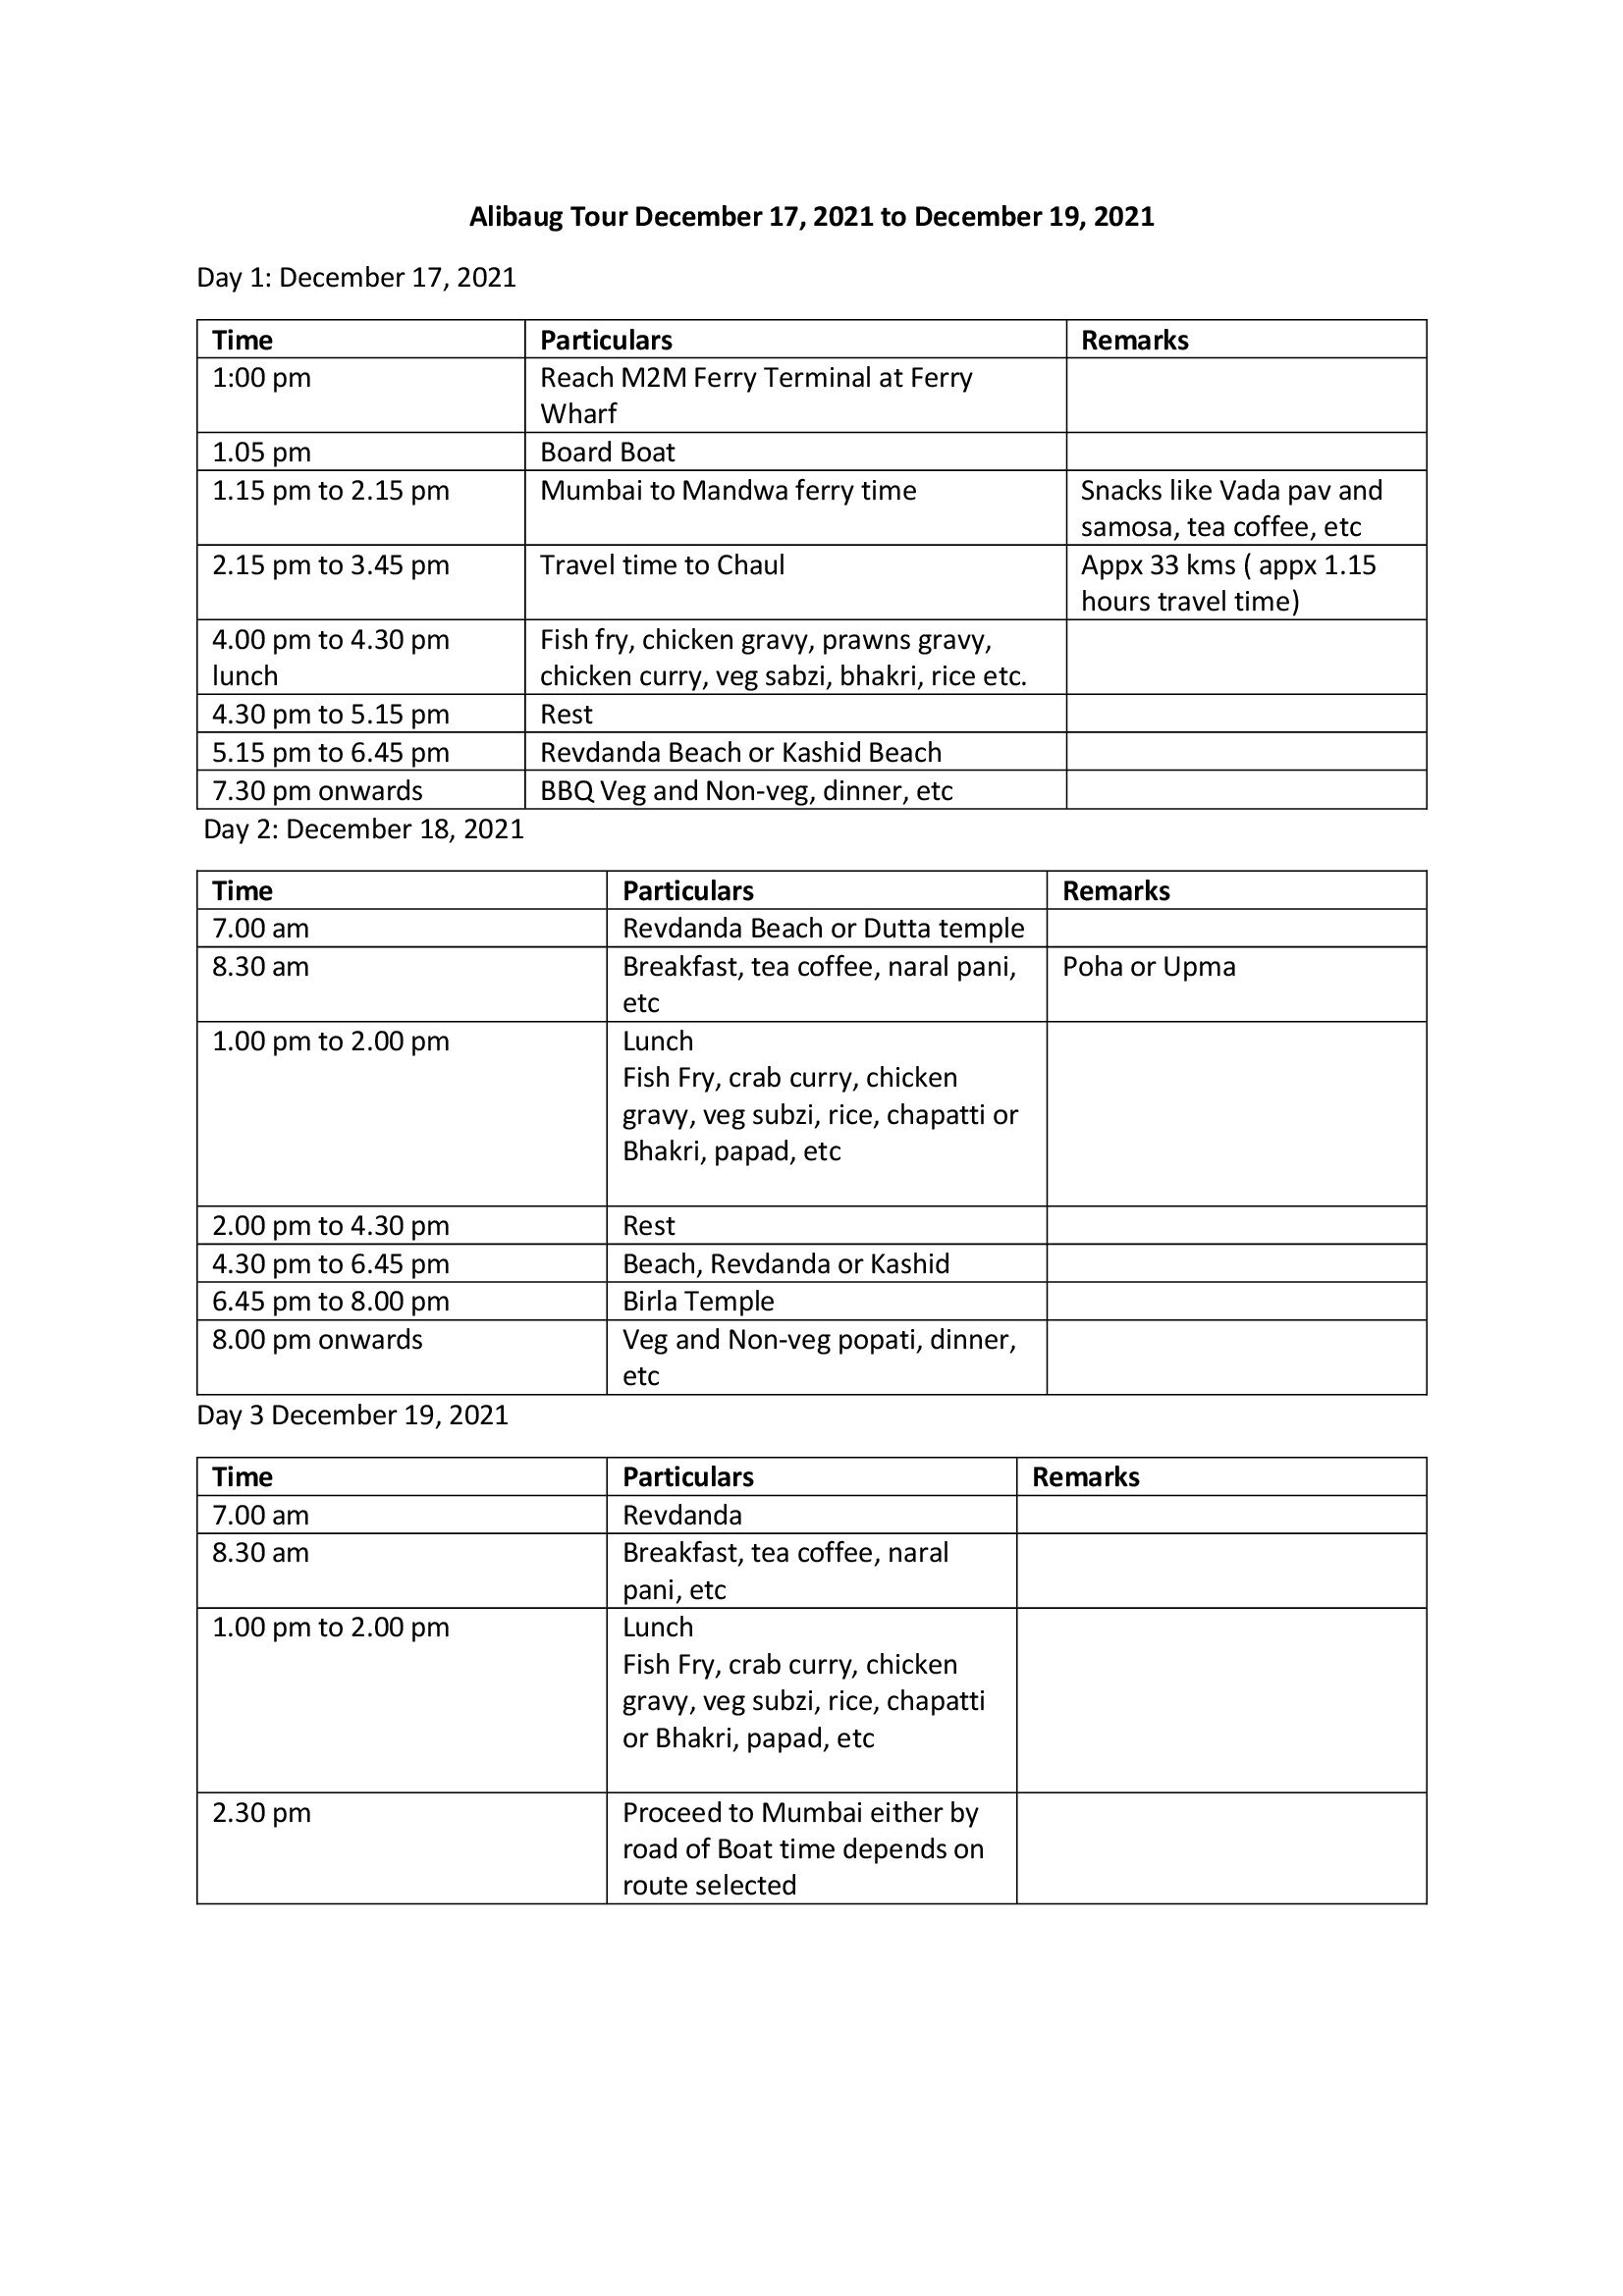 Alibaug Tour December 17, 2021 to December 19, 2021
Day 1: December 17, 2021
Time Particulars Remarks
1:00 pm Reach M2M Ferry Terminal at Ferry
Wharf
1.05 pm Board Boat
1.15 pm to 2.15 pm Mumbai to Mandwa ferry time Snacks like Vada pav and
samosa, tea coffee, etc
2.15 pm to 3.45 pm Travel time to Chaul Appx 33 kms ( appx 1.15
hours travel time)
4.00 pm to 4.30 pm Fish fry, chicken gravy, prawns gravy,
lunch chicken curry, veg sabzi, bhakri, rice etc.
4.30 pm to 5.15 pm Rest
5.15 pm to 6.45 pm Revdanda Beach or Kashid Beach
7.30 pm onwards BBQ Veg and Non-veg, dinner, etc
Day 2: December 18, 2021
Time Particulars Remarks
7.00 am Revdanda Beach or Dutta temple
8.30 am Breakfast, tea coffee, naral pani, Poha or Upma
etc
1.00 pm to 2.00 pm Lunch
Fish Fry, crab curry, chicken
gravy, veg subzi, rice, chapatti or
Bhakri, papad, etc
2.00 pm to 4.30 pm Rest
4.30 pm to 6.45 pm Beach, Revdanda or Kashid
6.45 pm to 8.00 pm Birla Temple
8.00 pm onwards Veg and Non-veg popati, dinner,
etc
Day 3 December 19, 2021
Time Particulars Remarks
7.00 am Revdanda
8.30 am Breakfast, tea coffee, naral
pani, etc
1.00 pm to 2.00 pm Lunch
Fish Fry, crab curry, chicken
gravy, veg subzi, rice, chapatti
or Bhakri, papad, etc
2.30 pm Proceed to Mumbai either by
road of Boat time depends on
route selected